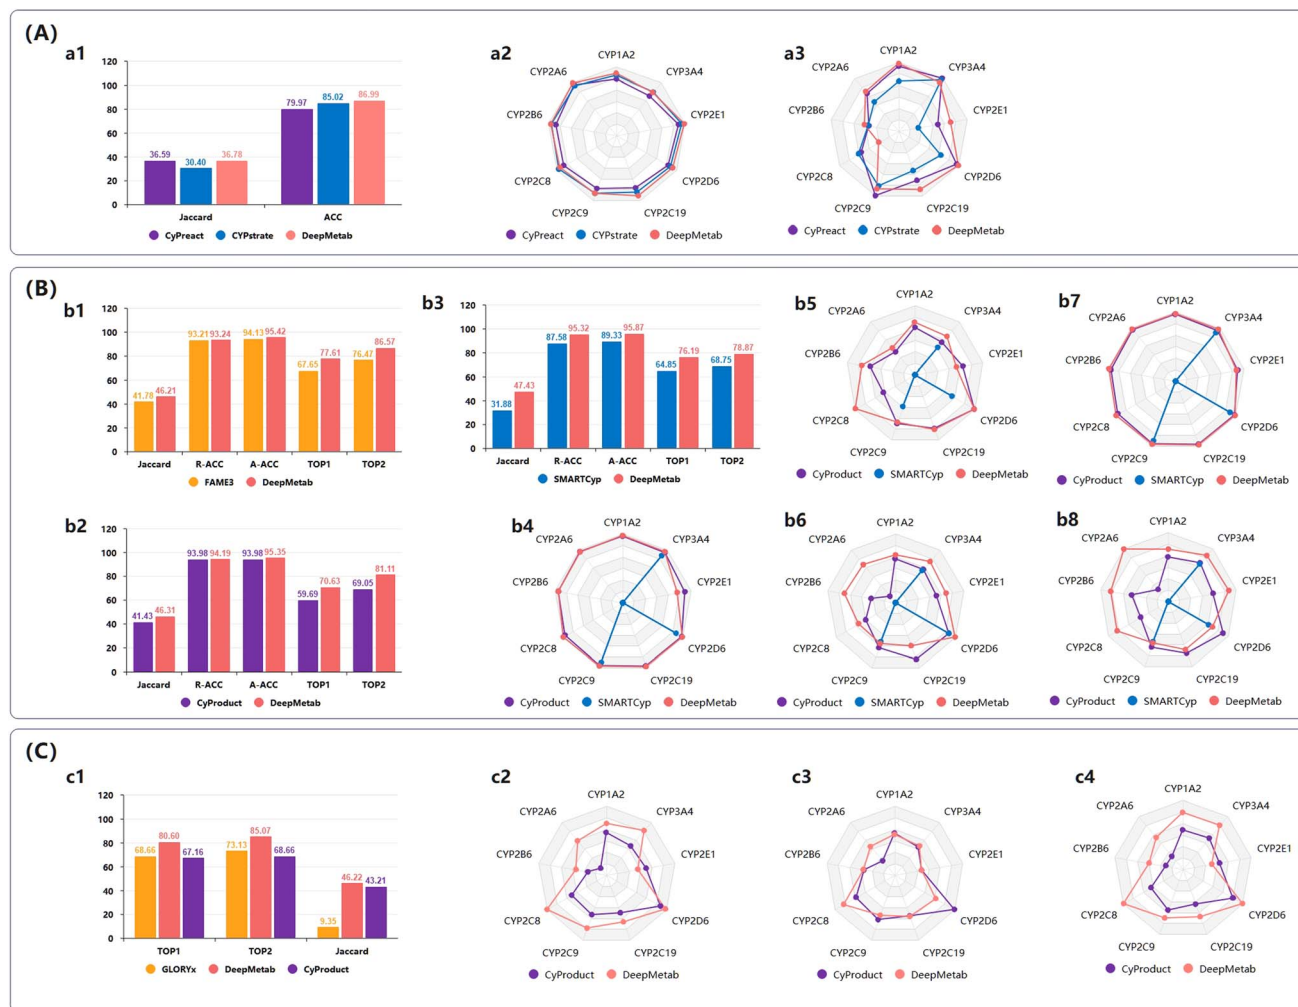 (A)
a1
120
100
80
60
40
20
0
36.59
30.40
36.78
79.97
85.02
86.99
Jaccard
ACC
CyPreact
CYPstrate
DeepMetab
a2
CYP1A2
CYP3A4
CYP2E1
CYP2D6
CYP2C19
CYP2C9
CYP2C8
CYP2B6
CYP2A6
CyPreact
CYPstrate
DeepMetab
a3
CYP1A2
CYP3A4
CYP2E1
CYP2D6
CYP2C19
CYP2C9
CYP2C8
CYP2B6
CYP2A6
CyPreact
CYPstrate
DeepMetab
(B)
b1
120
100
80
60
40
20
0
41.78
46.21
93.21
93.24
94.13
95.42
67.65
77.61
76.47
86.57
Jaccard
R-ACC
A-ACC
TOP1
TOP2
FAME3
DeepMetab
b3
120
100
80
60
40
20
0
31.88
47.43
87.58
95.32
89.33
95.87
64.85
76.19
68.75
78.87
Jaccard
R-ACC
A-ACC
TOP1
TOP2
SMARTCyp
DeepMetab
b5
CYP1A2
CYP3A4
CYP2E1
CYP2D6
CYP2C19
CYP2C9
CYP2C8
CYP2B6
CYP2A6
CyProduct
SMARTCyp
DeepMetab
b7
CYP1A2
CYP3A4
CYP2E1
CYP2D6
CYP2C19
CYP2C9
CYP2C8
CYP2B6
CYP2A6
CyProduct
SMARTCyp
DeepMetab
b2
120
100
80
60
40
20
0
41.43
46.31
93.98
94.19
93.98
95.35
59.69
70.63
69.05
81.11
Jaccard
R-ACC
A-ACC
TOP1
TOP2
CyProduct
DeepMetab
b4
CYP1A2
CYP3A4
CYP2E1
CYP2D6
CYP2C19
CYP2C9
CYP2C8
CYP2B6
CYP2A6
CyProduct
SMARTCyp
DeepMetab
b6
CYP1A2
CYP3A4
CYP2E1
CYP2D6
CYP2C19
CYP2C9
CYP2C8
CYP2B6
CYP2A6
CyProduct
SMARTCyp
DeepMetab
b8
CYP1A2
CYP3A4
CYP2E1
CYP2D6
CYP2C19
CYP2C9
CYP2C8
CYP2B6
CYP2A6
CyProduct
SMARTCyp
DeepMetab
(C)
c1
120
100
80
60
40
20
0
68.66
80.60
67.16
73.13
85.07
68.66
9.35
46.22
43.21
TOP1
TOP2
Jaccard
GLORYx
DeepMetab
CyProduct
c2
CYP1A2
CYP3A4
CYP2E1
CYP2D6
CYP2C19
CYP2C9
CYP2C8
CYP2B6
CYP2A6
CyProduct
DeepMetab
c3
CYP1A2
CYP3A4
CYP2E1
CYP2D6
CYP2C19
CYP2C9
CYP2C8
CYP2B6
CYP2A6
CyProduct
DeepMetab
c4
CYP1A2
CYP3A4
CYP2E1
CYP2D6
CYP2C19
CYP2C9
CYP2C8
CYP2B6
CYP2A6
CyProduct
DeepMetab